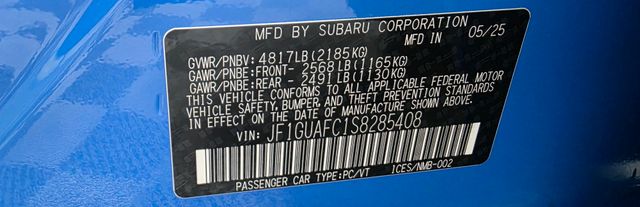 MFD BY SUBARU CORPORATION 05/25
GVWR/PNBV: 4817LB(2185KG)
GAWR/PNBE:FRONT- 2568LB(1165KG)
GAWR/PNBE:REAR - 2491LB(1130KG)
THIS VEHICLE CONFORMS TO ALL APPLICABLE FEDERAL MOTOR
VEHICLE SAFETY, BUMPER, AND THEFT PREVENTION STANDARDS
IN EFFECT ON THE DATE OF MANUFACTURE SHOWN ABOVE.
VIN: JF1GUAFC1S8285408
PASSENGER CAR TYPE:PC/VT ICES/NMB-002